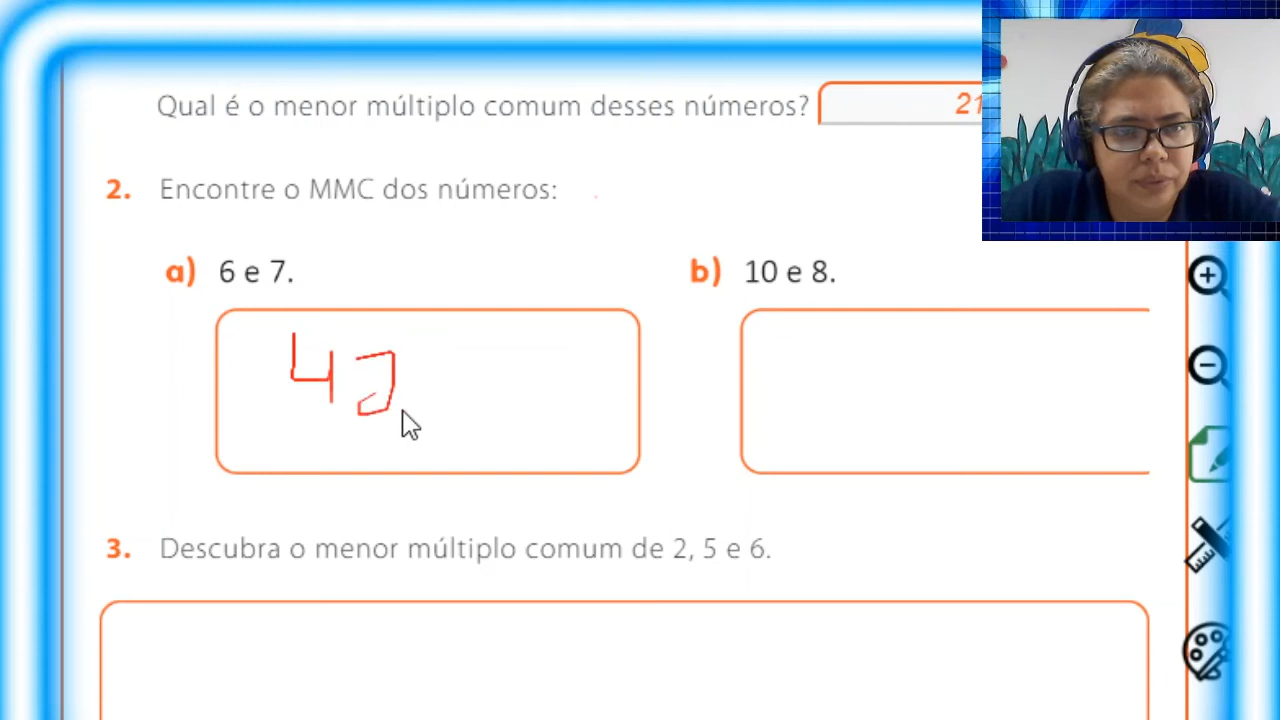 Qual é o menor múltiplo comum desses números? 21
2. Encontre o MMC dos números:
a) 6 e 7. b) 10 e 8.
42
3. Descubra o menor múltiplo comum de 2, 5 e 6.